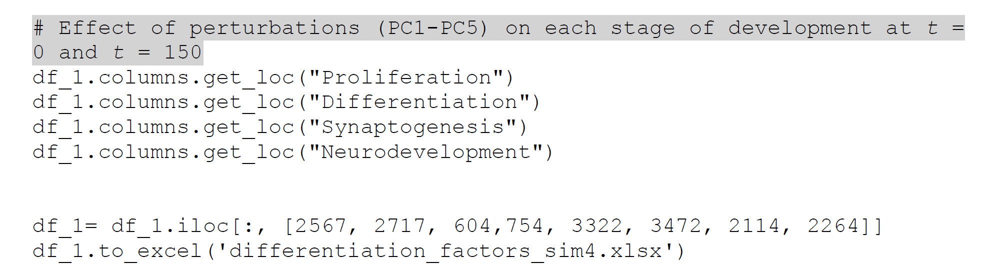 # Effect of perturbations (PC1-PC5) on each stage of development at t =
0 and t = 150
df_1.columns.get_loc("Proliferation")
df_1.columns.get_loc("Differentiation")
df_1.columns.get_loc("Synaptogenesis")
df_1.columns.get_loc("Neurodevelopment")
df_1= df_1.iloc[:, [2567, 2717, 604,754, 3322, 3472, 2114, 2264]]
df_1.to_excel('differentiation_factors_sim4.xlsx')